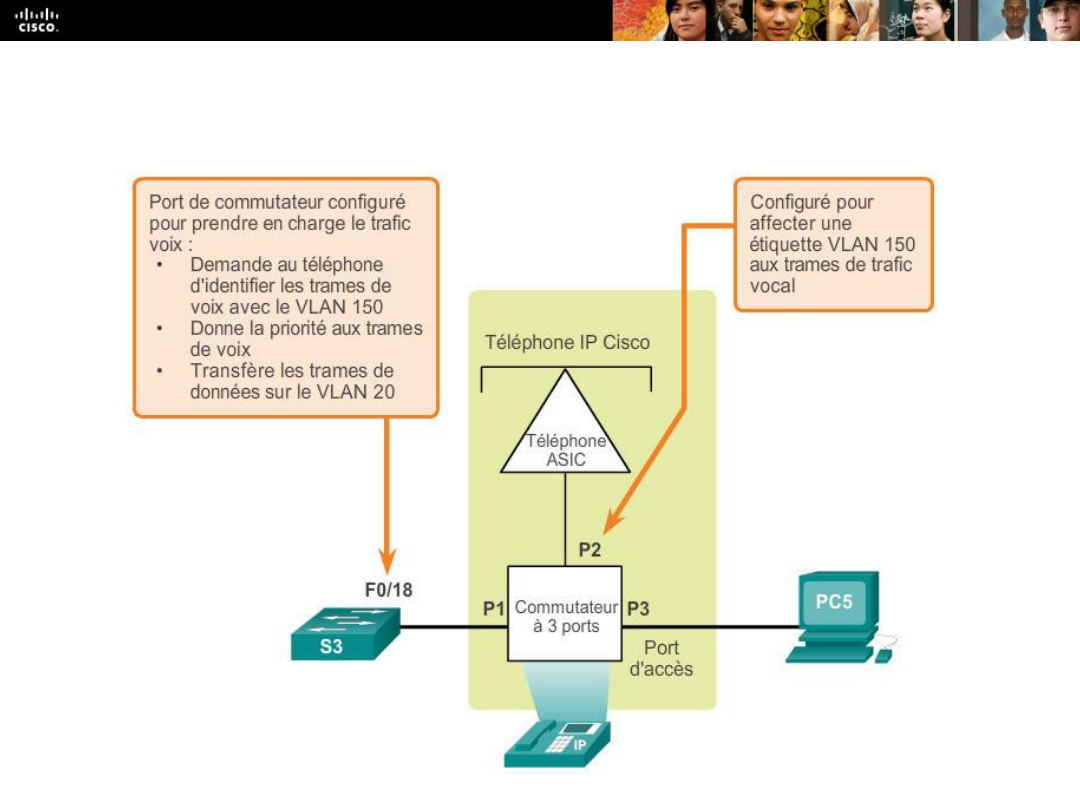 cisco.
Port de commutateur configuré
pour prendre en charge le trafic
voix :
• Demande au téléphone
d'identifier les trames de
voix avec le VLAN 150
• Donne la priorité aux trames
de voix
• Transfère les trames de
données sur le VLAN 20
Configuré pour
affecter une
étiquette VLAN 150
aux trames de trafic
vocal
Téléphone IP Cisco
Téléphone
ASIC
P2
F0/18
P1
Commutateur
à 3 ports
P3
PC5
S3
Port
d'accès
IP